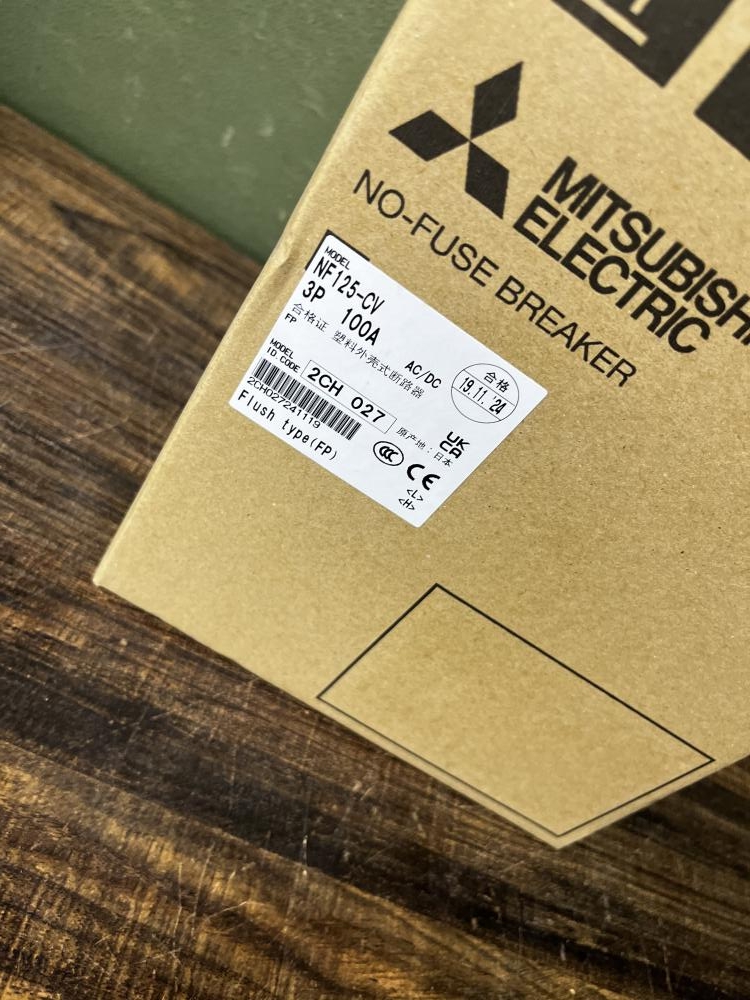 MITSUBISHI
ELECTRIC
NO-FUSE BREAKER
MODEL
NF125-CV
3P 100A
AC/DC
合格证 塑料外壳式断路器
FP
合格
19.11.'24
MODEL
ID.CODE
2CH 027
2CH027241119
原产地:日本
UK
CA
Flush type(FP)
CCC
CE
<L>
<H>